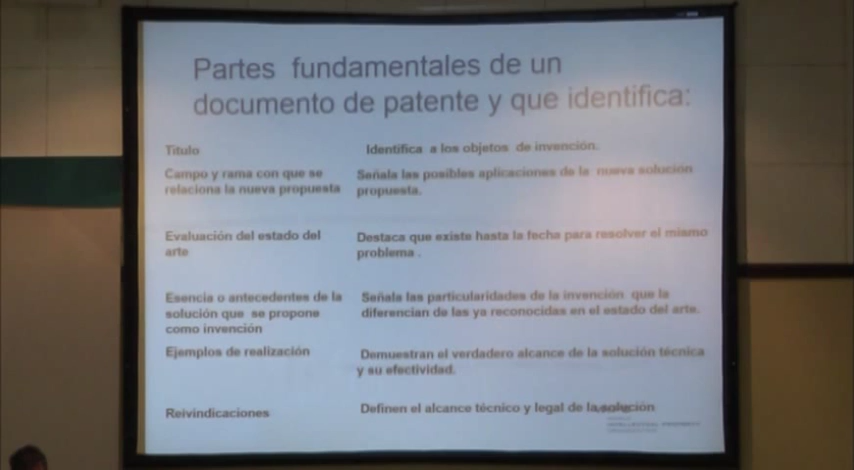 Partes fundamentales de un
documento de patente y que identifica:
Titulo
Identifica a los objetos de invención.
Campo y rama con que se
relaciona la nueva propuesta
Señala las posibles aplicaciones de la nueva solución
propuesta.
Evaluación del estado del
arte
Destaca que existe hasta la fecha para resolver el mismo
problema .
Esencia o antecedentes de la
solución que se propone
como invención
Señala las particularidades de la invención que la
diferencian de las ya reconocidas en el estado del arte.
Ejemplos de realización
Demuestran el verdadero alcance de la solución técnica
y su efectividad.
Reivindicaciones
Definen el alcance técnico y legal de la solución
INTELLECTUAL PROPERTY